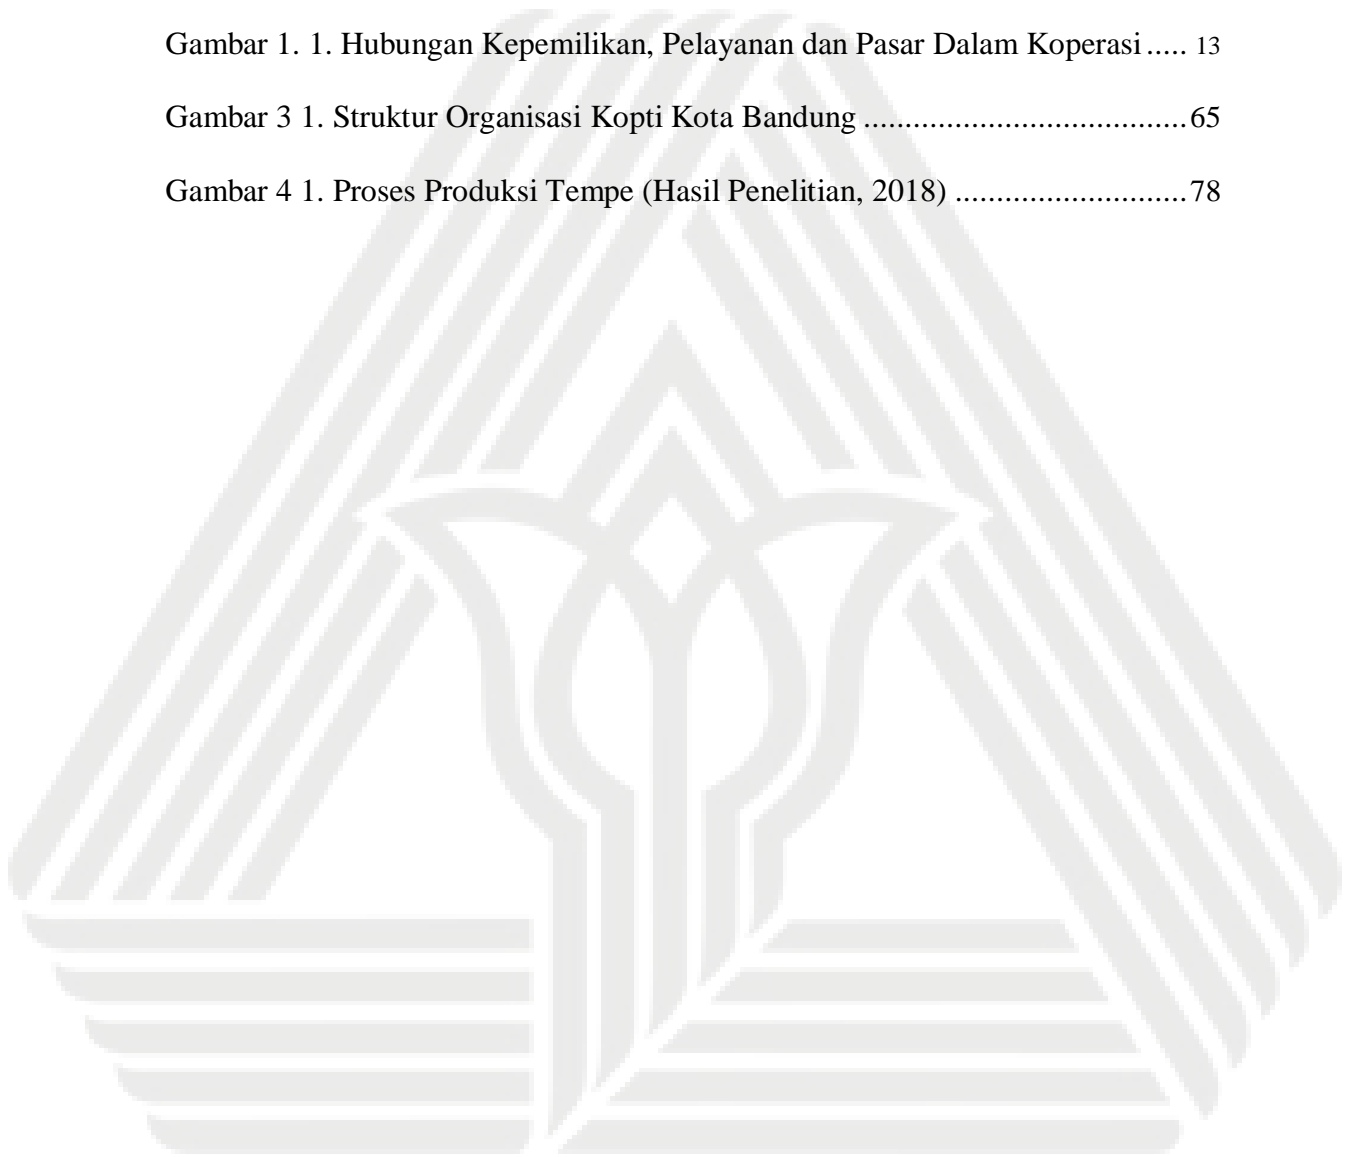 Gambar 1. 1. Hubungan Kepemilikan, Pelayanan dan Pasar Dalam Koperasi ..... 13
Gambar 3 1. Struktur Organisasi Kopti Kota Bandung ....................................... 65
Gambar 4 1. Proses Produksi Tempe (Hasil Penelitian, 2018) ............................ 78